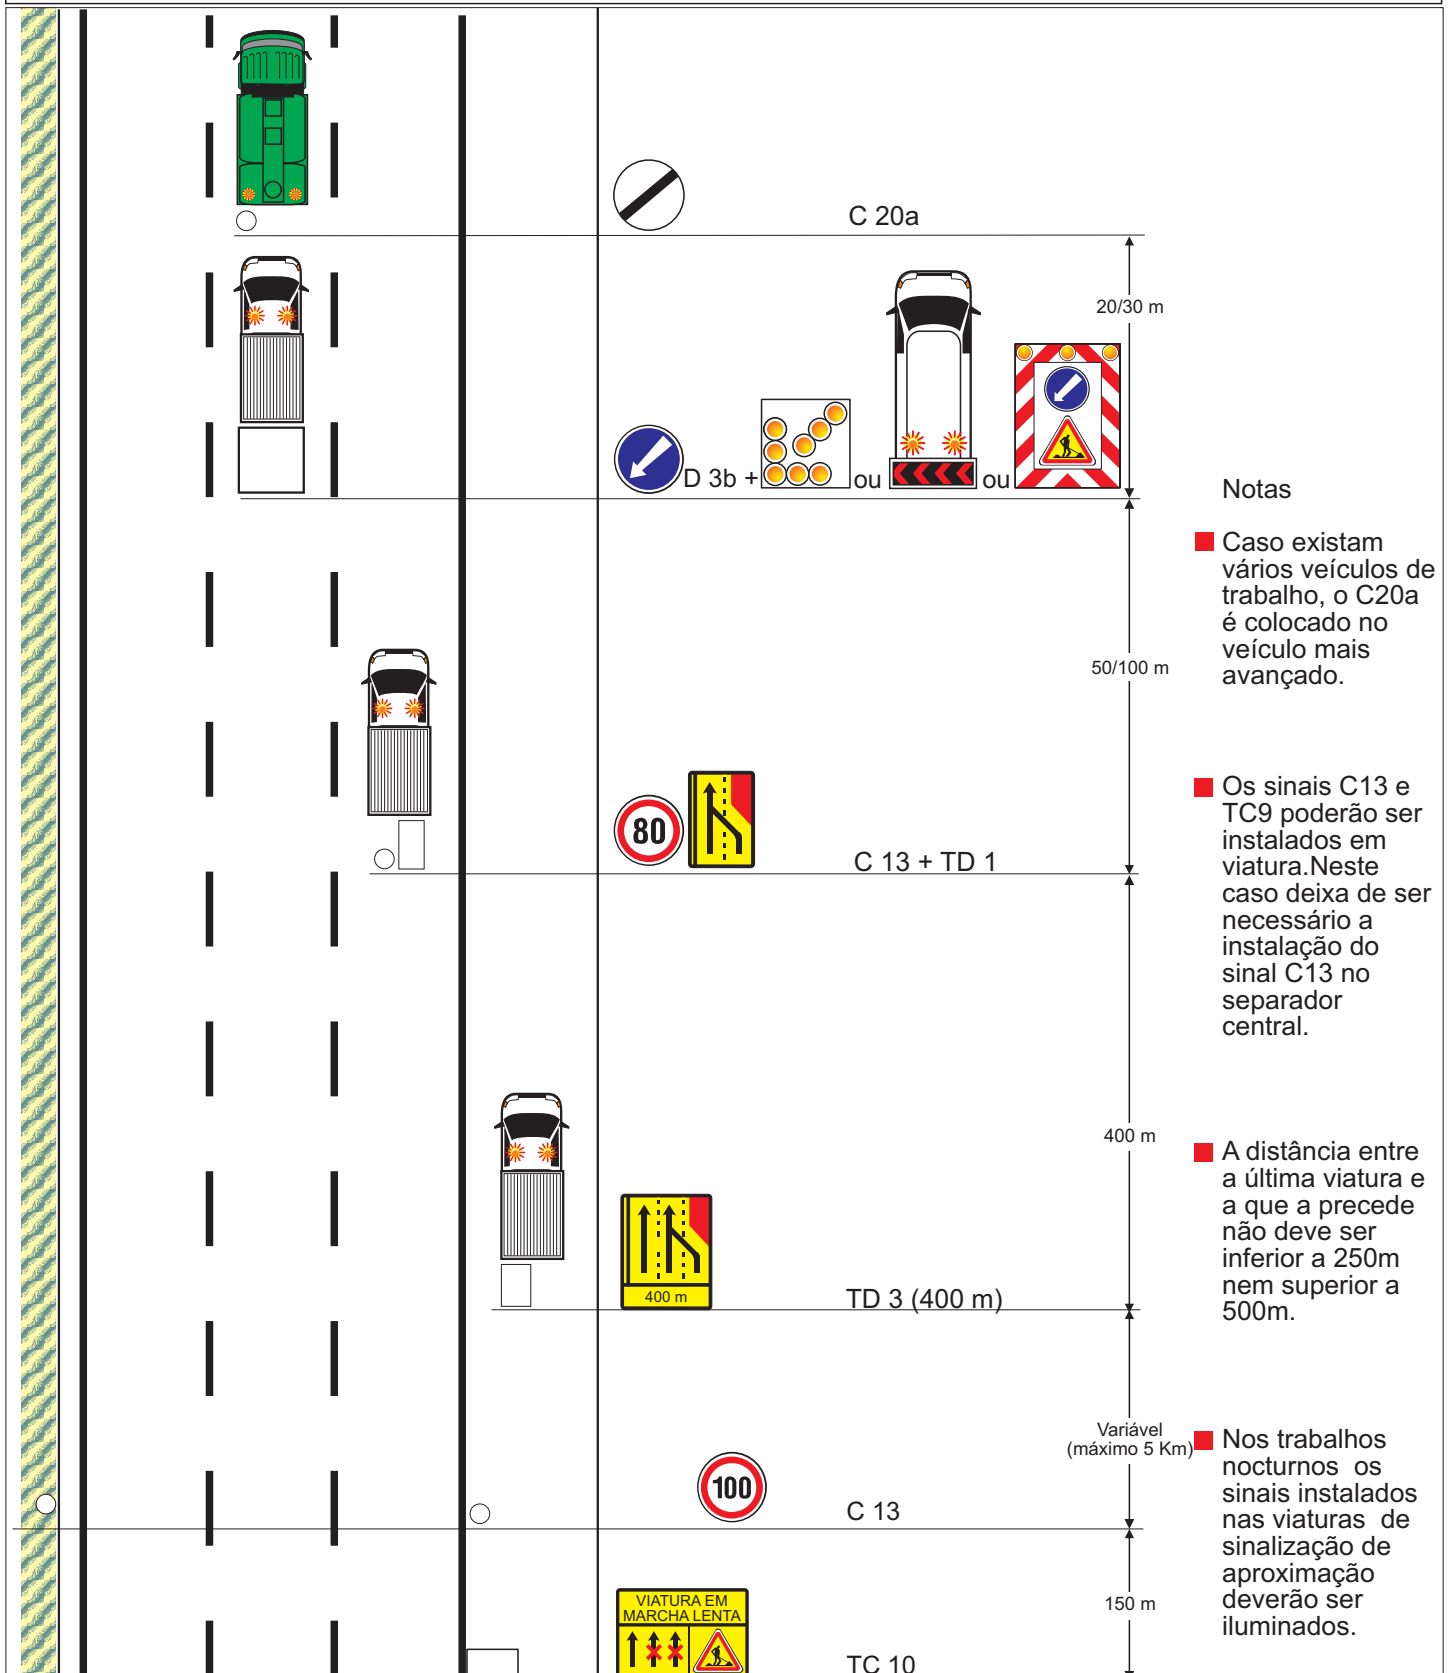 C 20a
20/30 m
D 3b +
ou
ou
Notas
Caso existam
vários veículos de
trabalho, o C20a
é colocado no
veículo mais
avançado.
50/100 m
80
C 13 + TD 1
Os sinais C13 e
TC9 poderão ser
instalados em
viatura.Neste
caso deixa de ser
necessário a
instalação do
sinal C13 no
separador
central.
400 m
A distância entre
a última viatura e
a que a precede
não deve ser
inferior a 250m
nem superior a
500m.
400 m
TD 3 (400 m)
Variável
(máximo 5 Km)
100
C 13
Nos trabalhos
nocturnos os
sinais instalados
nas viaturas de
sinalização de
aproximação
deverão ser
iluminados.
150 m
VIATURA EM
MARCHA LENTA
TC 10